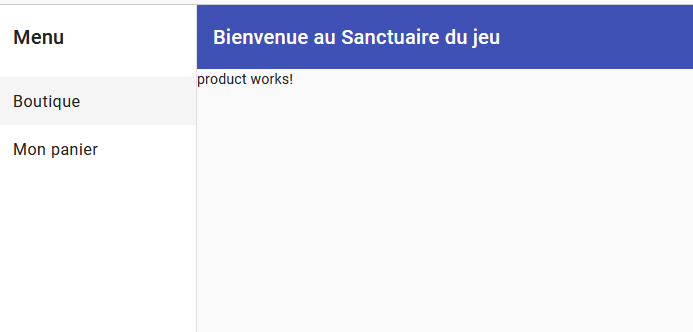 Menu
Bienvenue au Sanctuaire du jeu
product works!
Boutique
Mon panier